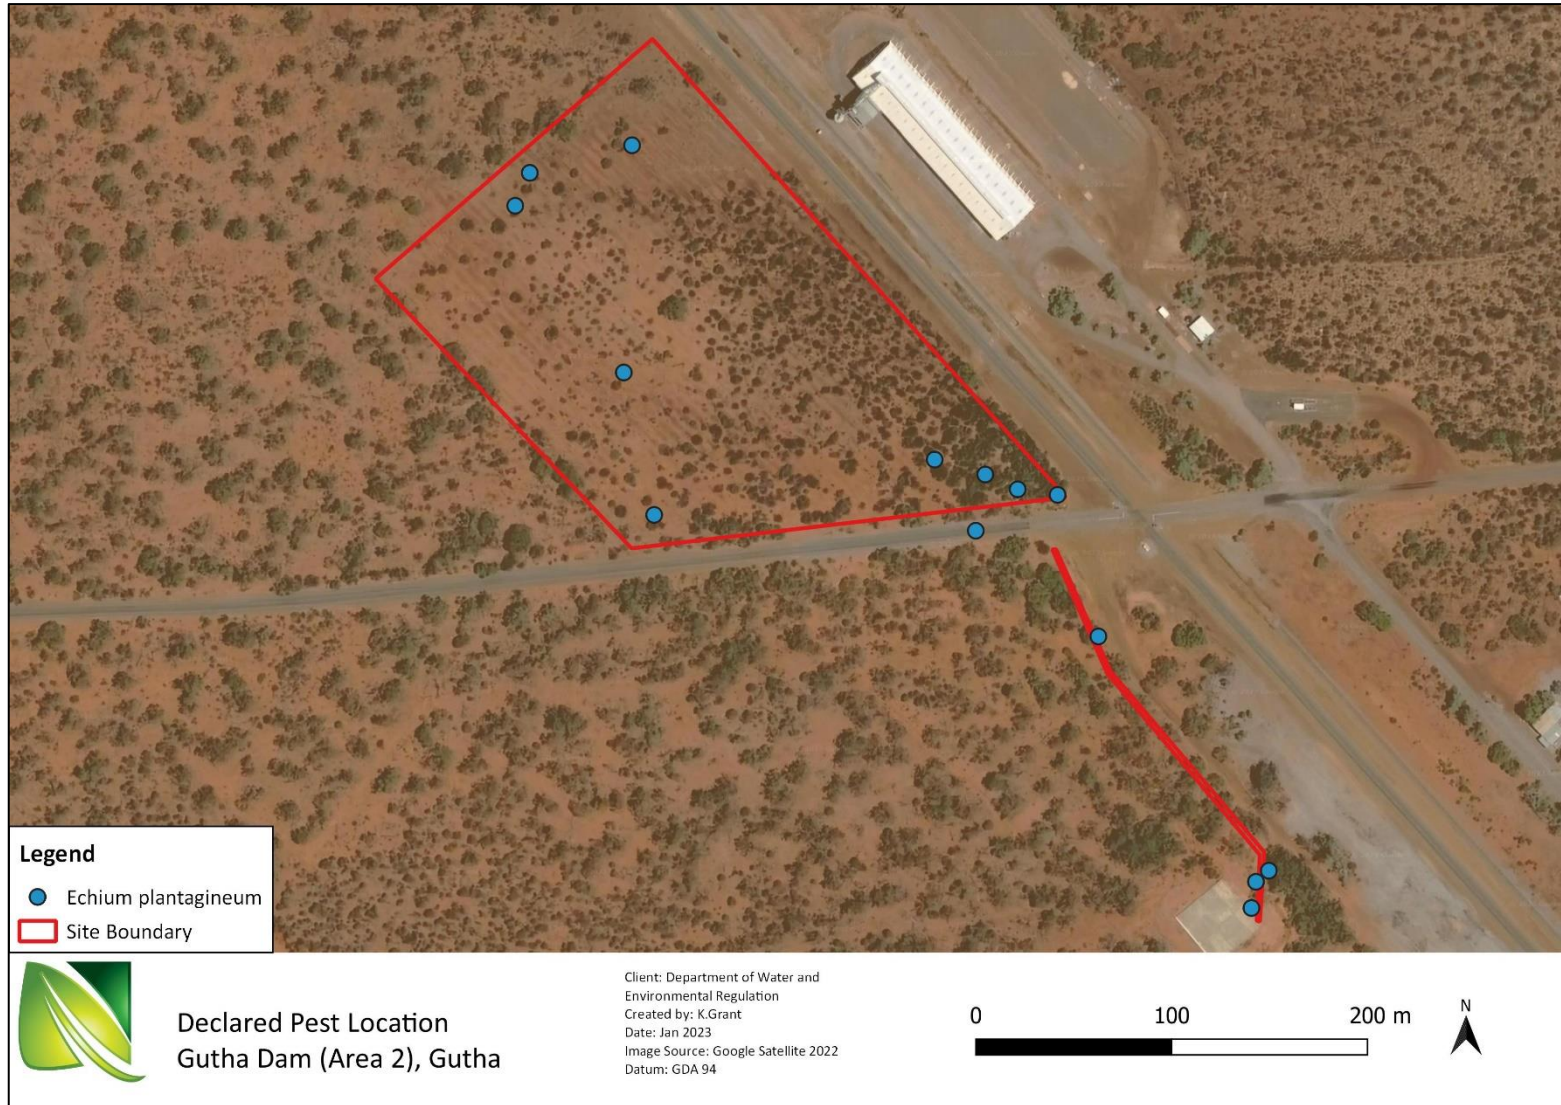 Legend
Echium plantagineum
Site Boundary
Declared Pest Location
Gutha Dam (Area 2), Gutha
Client: Department of Water and
Environmental Regulation
Created by: K.Grant
Date: Jan 2023
Image Source: Google Satellite 2022
Datum: GDA 94
0 100 200 m
N